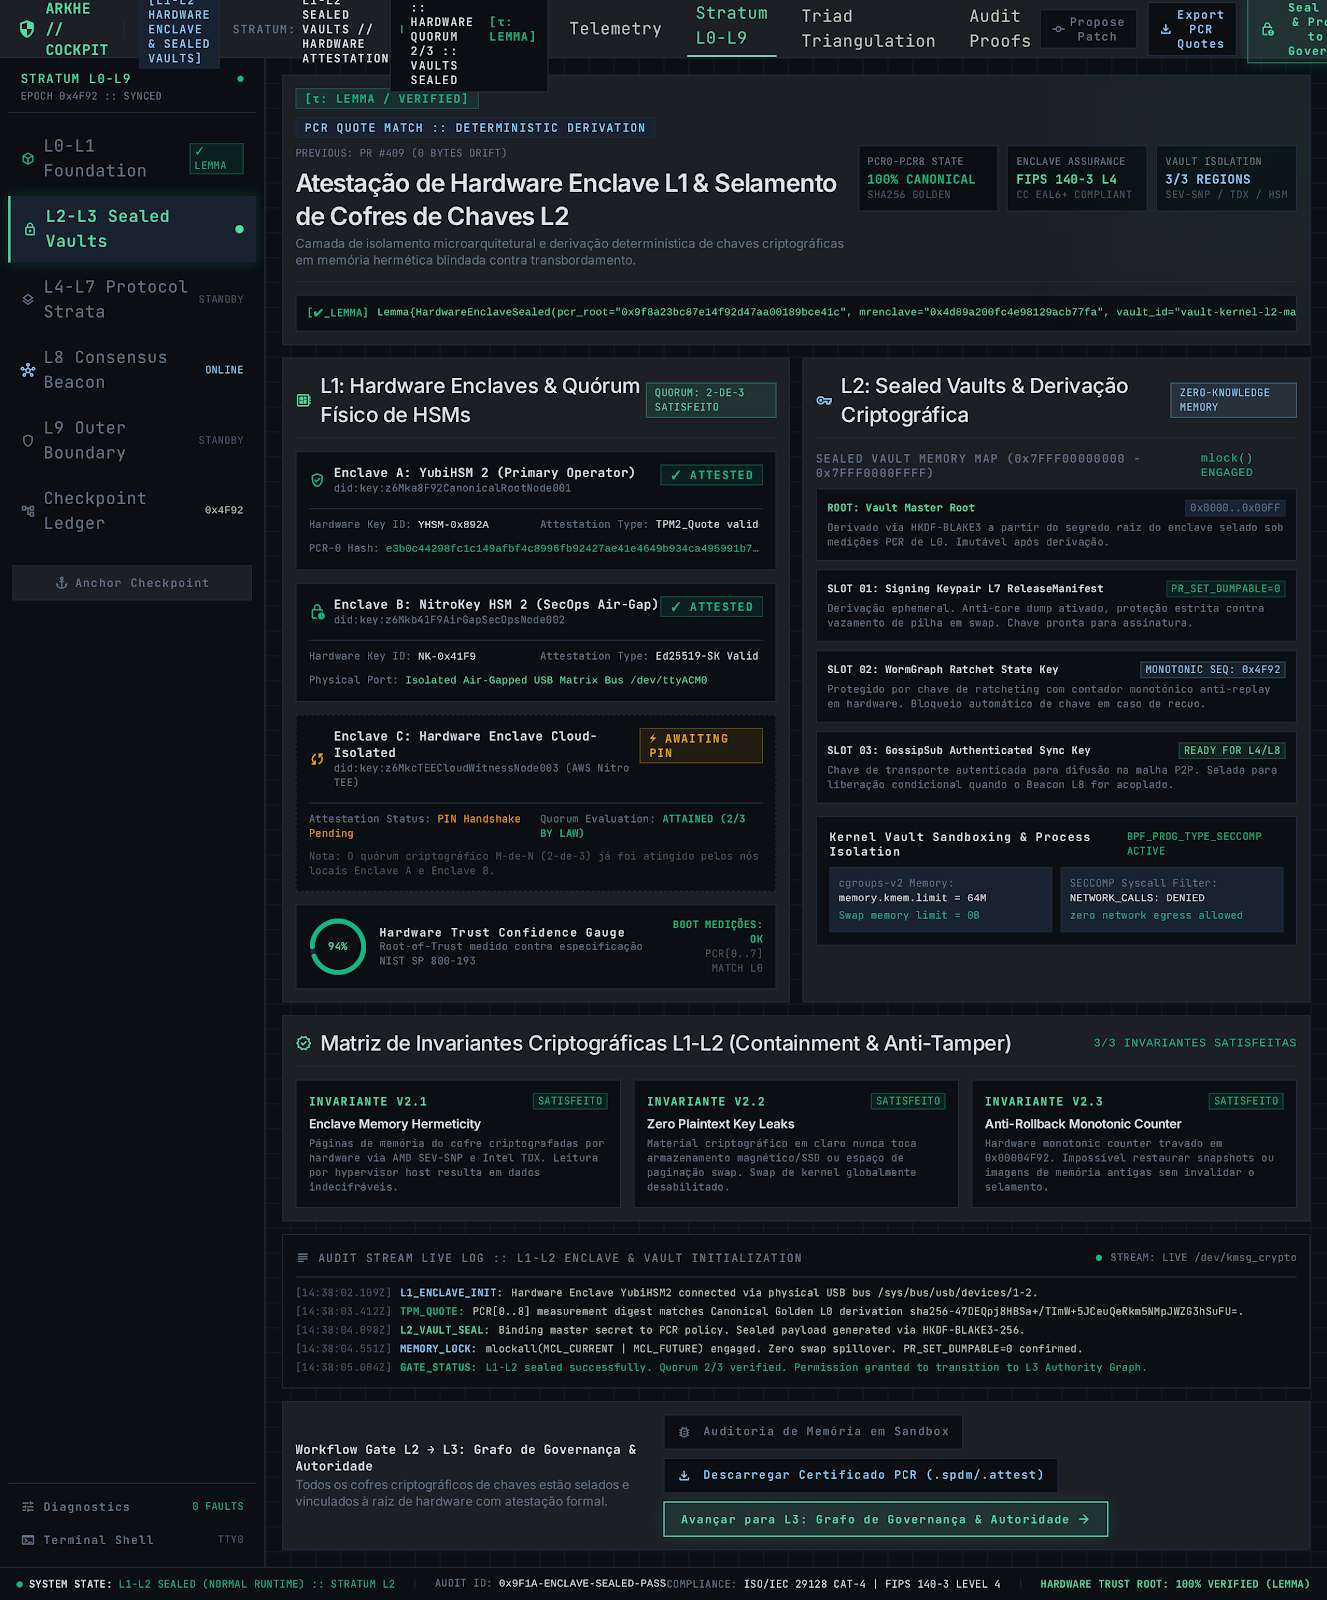 ARKHE
//
COCKPIT
[L1-L2
HARDWARE
ENCLAVE
& SEALED
VAULTS]
STRATUM:
L1-L2
SEALED
VAULTS //
HARDWARE
ATTESTATION
::
HARDWARE
QUORUM
2/3 ::
VAULTS
SEALED
[τ:
LEMMA]
Telemetry
Stratum
L0-L9
Triad
Triangulation
Audit
Proofs
Propose
Patch
Export
PCR
Quotes
Seal
& Pro
to
Gover
STRATUM L0-L9
EPOCH 0x4F92 :: SYNCED
L0-L1
Foundation
✓
LEMMA
L2-L3 Sealed
Vaults
L4-L7 Protocol
Strata
STANDBY
L8 Consensus
Beacon
ONLINE
L9 Outer
Boundary
STANDBY
Checkpoint
Ledger
0x4F92
Anchor Checkpoint
[τ: LEMMA / VERIFIED]
PCR QUOTE MATCH :: DETERMINISTIC DERIVATION
PREVIOUS: PR #409 (0 BYTES DRIFT)
Atestação de Hardware Enclave L1 & Selamento
de Cofres de Chaves L2
Camada de isolamento microarquitetural e derivação determinística de chaves criptográficas
em memória hermética blindada contra transbordamento.
PCR0-PCR8 STATE
100% CANONICAL
SHA256 GOLDEN
ENCLAVE ASSURANCE
FIPS 140-3 L4
CC EAL6+ COMPLIANT
VAULT ISOLATION
3/3 REGIONS
SEV-SNP / TDX / HSM
[✔_LEMMA] Lemma{HardwareEnclaveSealed(pcr_root="0x9f8a23bc87e14f92d47aa00189bce41c", mrenclave="0x4d89a200fc4e98129acb77fa", vault_id="vault-kernel-l2-ma
L1: Hardware Enclaves & Quórum
Físico de HSMs
QUORUM: 2-DE-3
SATISFEITO
Enclave A: YubiHSM 2 (Primary Operator)
did:key:z6Mka8F92CanonicalRootNode001
✓ ATTESTED
Hardware Key ID: YHSM-0x892A
Attestation Type: TPM2_Quote valid
PCR-0 Hash: e3b0c44298fc1c149afbf4c8996fb92427ae41e4649b934ca495991b7…
Enclave B: NitroKey HSM 2 (SecOps Air-Gap)
did:key:z6Mkb41F9AirGapSecOpsNode002
✓ ATTESTED
Hardware Key ID: NK-0x41F9
Attestation Type: Ed25519-SK Valid
Physical Port: Isolated Air-Gapped USB Matrix Bus /dev/ttyACM0
Enclave C: Hardware Enclave Cloud-
Isolated
did:key:z6MkcTEECloudWitnessNode003 (AWS Nitro
TEE)
⚡ AWAITING
PIN
Attestation Status: PIN Handshake
Pending
Quorum Evaluation: ATTAINED (2/3
BY LAW)
Nota: O quórum criptográfico M-de-N (2-de-3) já foi atingido pelos nós
locais Enclave A e Enclave B.
94%
Hardware Trust Confidence Gauge
Root-of-Trust medido contra especificação
NIST SP 800-193
BOOT MEDIÇÕES:
OK
PCR[0..7]
MATCH L0
L2: Sealed Vaults & Derivação
Criptográfica
ZERO-KNOWLEDGE
MEMORY
SEALED VAULT MEMORY MAP (0x7FFF00000000 -
0x7FFF0000FFFF)
mlock()
ENGAGED
ROOT: Vault Master Root
0x0000..0x00FF
Derivado via HKDF-BLAKE3 a partir do segredo raiz do enclave selado sob
medições PCR de L0. Imutável após derivação.
SLOT 01: Signing Keypair L7 ReleaseManifest
PR_SET_DUMPABLE=0
Derivação ephemeral. Anti-core dump ativado, proteção estrita contra
vazamento de pilha em swap. Chave pronta para assinatura.
SLOT 02: WormGraph Ratchet State Key
MONOTONIC SEQ: 0x4F92
Protegido por chave de ratcheting com contador monotónico anti-replay
em hardware. Bloqueio automático de chave em caso de recuo.
SLOT 03: GossipSub Authenticated Sync Key
READY FOR L4/L8
Chave de transporte autenticada para difusão na malha P2P. Selada para
liberação condicional quando o Beacon L8 for acoplado.
Kernel Vault Sandboxing & Process
Isolation
BPF_PROG_TYPE_SECCOMP
ACTIVE
cgroups-v2 Memory:
memory.kmem.limit = 64M
Swap memory limit = 0B
SECCOMP Syscall Filter:
NETWORK_CALLS: DENIED
zero network egress allowed
Matriz de Invariantes Criptográficas L1-L2 (Containment & Anti-Tamper)
3/3 INVARIANTES SATISFEITAS
INVARIANTE V2.1
SATISFEITO
Enclave Memory Hermeticity
Páginas de memória do cofre criptografadas por
hardware via AMD SEV-SNP e Intel TDX. Leitura
por hypervisor host resulta em dados
indecifráveis.
INVARIANTE V2.2
SATISFEITO
Zero Plaintext Key Leaks
Material criptográfico em claro nunca toca
armazenamento magnético/SSD ou espaço de
paginação swap. Swap de kernel globalmente
desabilitado.
INVARIANTE V2.3
SATISFEITO
Anti-Rollback Monotonic Counter
Hardware monotonic counter travado em
0x00004F92. Impossível restaurar snapshots ou
imagens de memória antigas sem invalidar o
selamento.
AUDIT STREAM LIVE LOG :: L1-L2 ENCLAVE & VAULT INITIALIZATION
STREAM: LIVE /dev/kmsg_crypto
[14:38:02.109Z] L1_ENCLAVE_INIT: Hardware Enclave YubiHSM2 connected via physical USB bus /sys/bus/usb/devices/1-2.
[14:38:03.412Z] TPM_QUOTE: PCR[0..8] measurement digest matches Canonical Golden L0 derivation sha256-47DEQpj8HBSa+/TImW+5JCeuQeRkm5NMpJWZG3hSuFU=.
[14:38:04.098Z] L2_VAULT_SEAL: Binding master secret to PCR policy. Sealed payload generated via HKDF-BLAKE3-256.
[14:38:04.551Z] MEMORY_LOCK: mlockall(MCL_CURRENT | MCL_FUTURE) engaged. Zero swap spillover. PR_SET_DUMPABLE=0 confirmed.
[14:38:05.004Z] GATE_STATUS: L1-L2 sealed successfully. Quorum 2/3 verified. Permission granted to transition to L3 Authority Graph.
Workflow Gate L2 → L3: Grafo de Governança &
Autoridade
Todos os cofres criptográficos de chaves estão selados e
vinculados à raiz de hardware com atestação formal.
Auditoria de Memória em Sandbox
Descarregar Certificado PCR (.spdm/.attest)
Avançar para L3: Grafo de Governança & Autoridade →
Diagnostics
0 FAULTS
Terminal Shell
TTY0
SYSTEM STATE: L1-L2 SEALED (NORMAL RUNTIME) :: STRATUM L2
AUDIT ID: 0x9F1A-ENCLAVE-SEALED-PASS
COMPLIANCE: ISO/IEC 29128 CAT-4 | FIPS 140-3 LEVEL 4
HARDWARE TRUST ROOT: 100% VERIFIED (LEMMA)